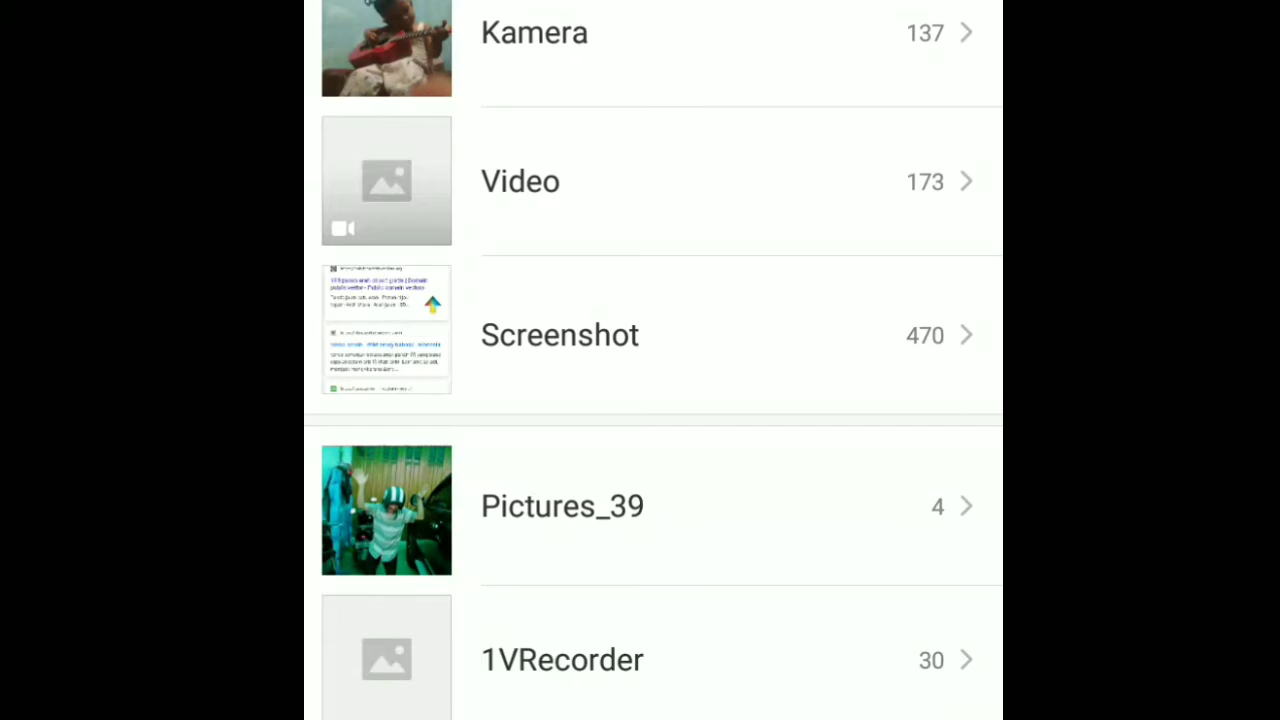 Kamera 137
Video 173
Screenshot 470
Pictures_39 4
1VRecorder 30